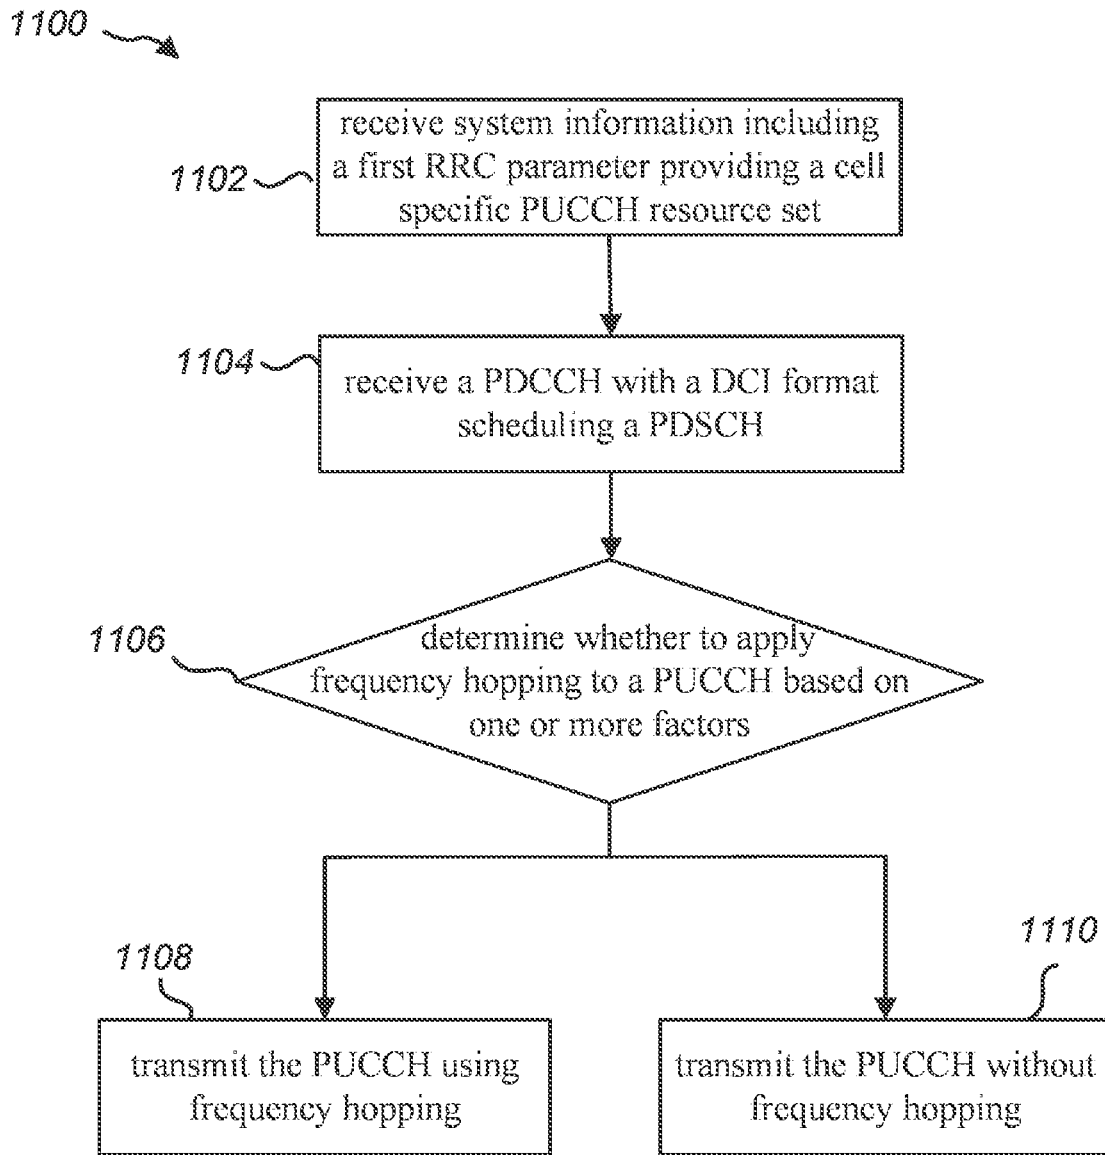 1100
receive system information including
a first RRC parameter providing a cell
specific PUCCH resource set
1102
1104
receive a PDCCH with a DCI format
scheduling a PDSCH
1106
determine whether to apply
frequency hopping to a PUCCH based on
one or more factors
1108
1110
transmit the PUCCH using
frequency hopping
transmit the PUCCH without
frequency hopping